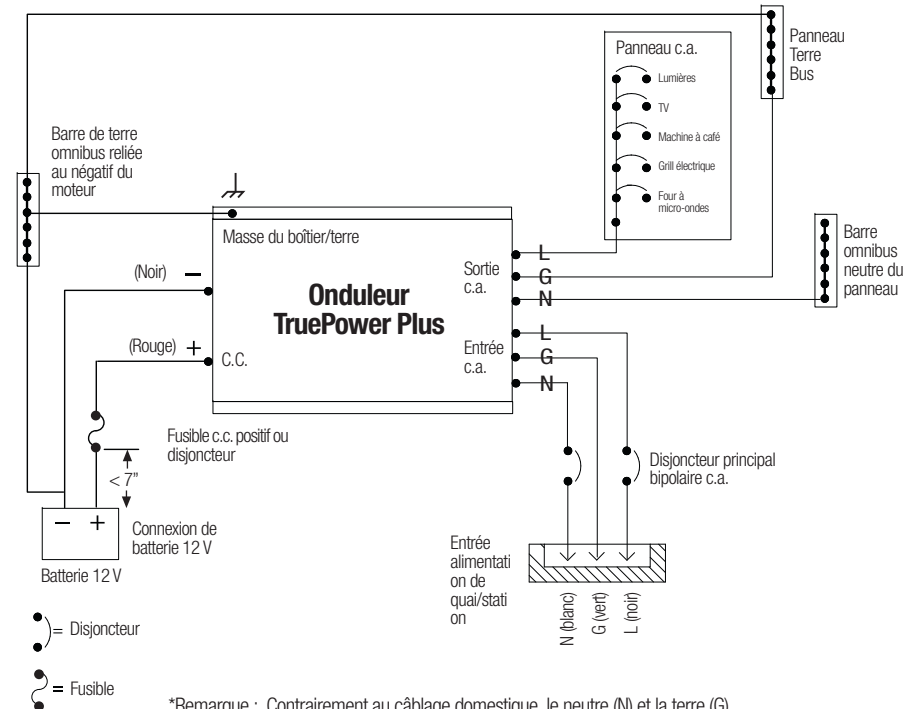 Panneau
Terre
Bus
Panneau c.a.
Lumières
TV
Machine à café
Grill électrique
Four à
micro-ondes
Barre de terre
omnibus reliée
au négatif du
moteur
Masse du boîtier/terre
(Noir) −
Onduleur
TruePower Plus
(Rouge) +
C.C.
Sortie
c.a.
L
G
N
Entrée
c.a.
L
G
N
Barre
omnibus
neutre du
panneau
Fusible c.c. positif ou
disjoncteur
< 7"
− +
Connexion de
batterie 12 V
Batterie 12 V
Disjoncteur principal
bipolaire c.a.
Entrée
alimentati
on de
quai/stati
on
N (blanc)
G (vert)
L (noir)
= Disjoncteur
= Fusible
*Remarque : Contrairement au câblage domestique, le neutre (N) et la terre (G)